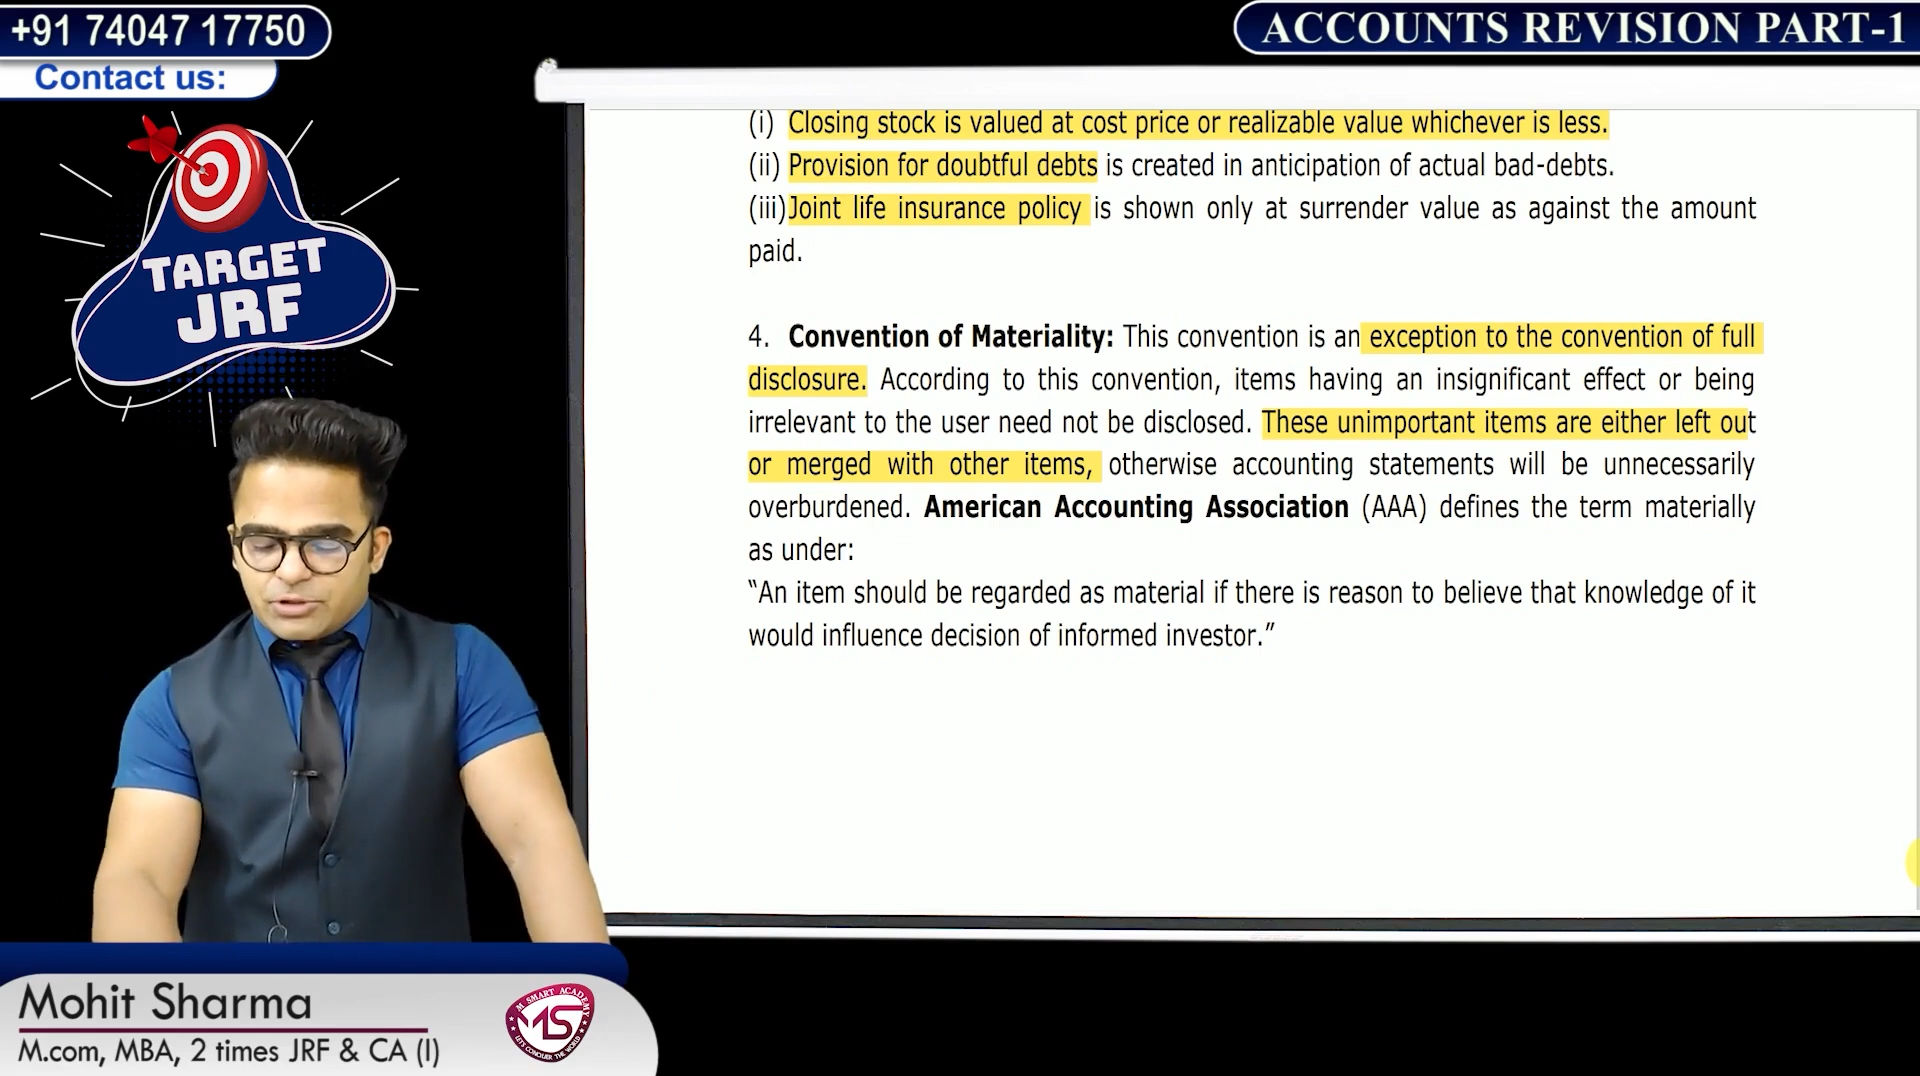 +91 74047 17750
Contact us:
ACCOUNTS REVISION PART-1
TARGET
JRF
(i) Closing stock is valued at cost price or realizable value whichever is less.
(ii) Provision for doubtful debts is created in anticipation of actual bad-debts.
(iii)Joint life insurance policy is shown only at surrender value as against the amount
paid.
4. Convention of Materiality: This convention is an exception to the convention of full
disclosure. According to this convention, items having an insignificant effect or being
irrelevant to the user need not be disclosed. These unimportant items are either left out
or merged with other items, otherwise accounting statements will be unnecessarily
overburdened. American Accounting Association (AAA) defines the term materially
as under:
“An item should be regarded as material if there is reason to believe that knowledge of it
would influence decision of informed investor.”
Mohit Sharma
M.com, MBA, 2 times JRF & CA (I)
M SMART ACADEMY
MS
LET'S CONQUER THE WORLD